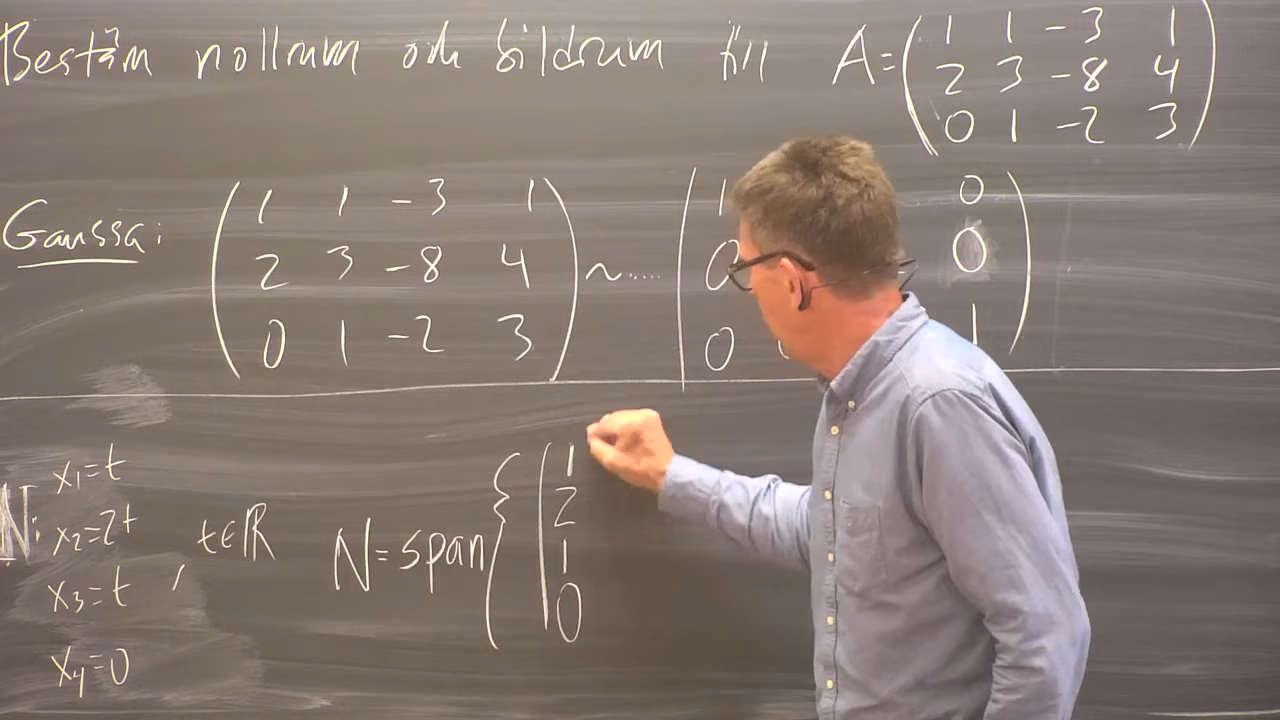 Bestäm nollrum och bildrum till A=(1 1 -3 1
2 3 -8 4
0 1 -2 3)
Gaussa: (1 1 -3 1
2 3 -8 4
0 1 -2 3) ~..... (1 0
0 0
0 1)
N: x₁=t
x₂=2t
x₃=t
x₄=0
, t∈ℝ
N=span{(1
2
1
0